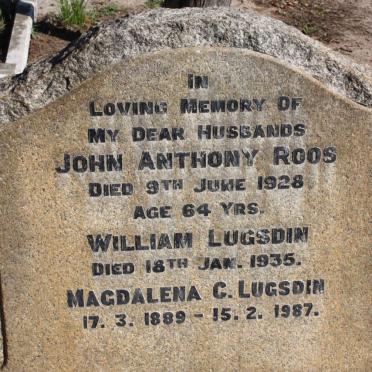 IN
LOVING MEMORY OF
MY DEAR HUSBANDS
JOHN ANTHONY ROOS
DIED 9TH JUNE 1928
AGE 64 YRS.
WILLIAM LUGSDIN
DIED 18TH JAN. 1935.
MAGDALENA C. LUGSDIN
17. 3. 1889 - 15. 2. 1987.